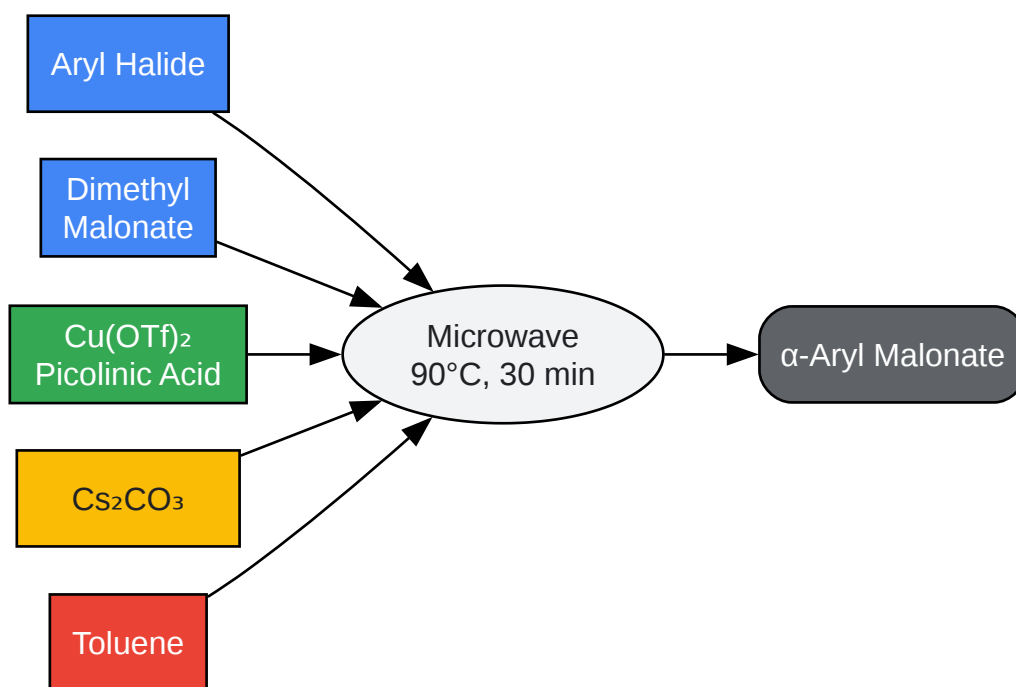 Aryl Halide
Dimethyl
Malonate
Cu(OTf)₂
Picolinic Acid
Cs₂CO₃
Toluene
Microwave
90°C, 30 min
α-Aryl Malonate